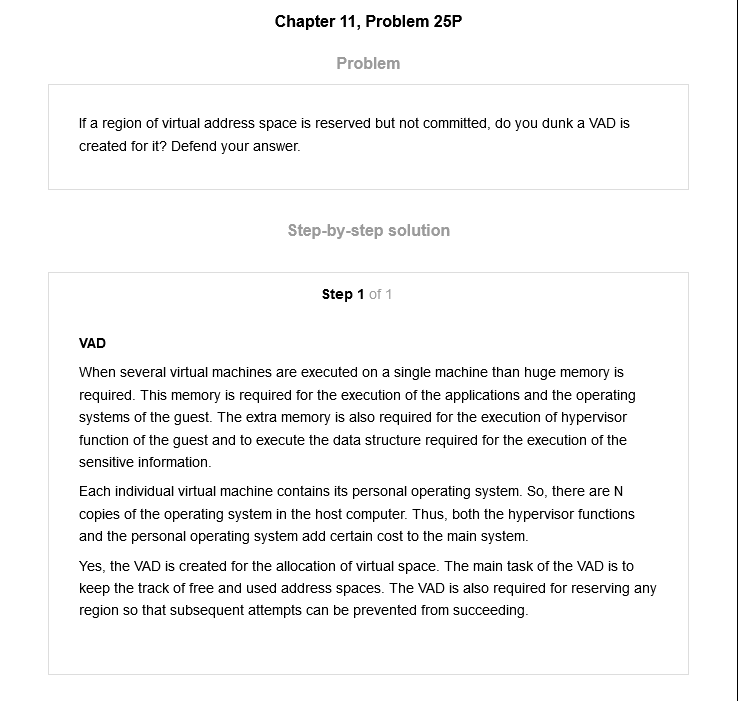 Chapter 11, Problem 25P
Problem
If a region of virtual address space is reserved but not committed, do you dunk a VAD is
created for it? Defend your answer.
Step-by-step solution
Step 1 of 1
VAD
When several virtual machines are executed on a single machine than huge memory is
required. This memory is required for the execution of the applications and the operating
systems of the guest. The extra memory is also required for the execution of hypervisor
function of the guest and to execute the data structure required for the execution of the
sensitive information.
Each individual virtual machine contains its personal operating system. So, there are N
copies of the operating system in the host computer. Thus, both the hypervisor functions
and the personal operating system add certain cost to the main system.
Yes, the VAD is created for the allocation of virtual space. The main task of the VAD is to
keep the track of free and used address spaces. The VAD is also required for reserving any
region so that subsequent attempts can be prevented from succeeding.